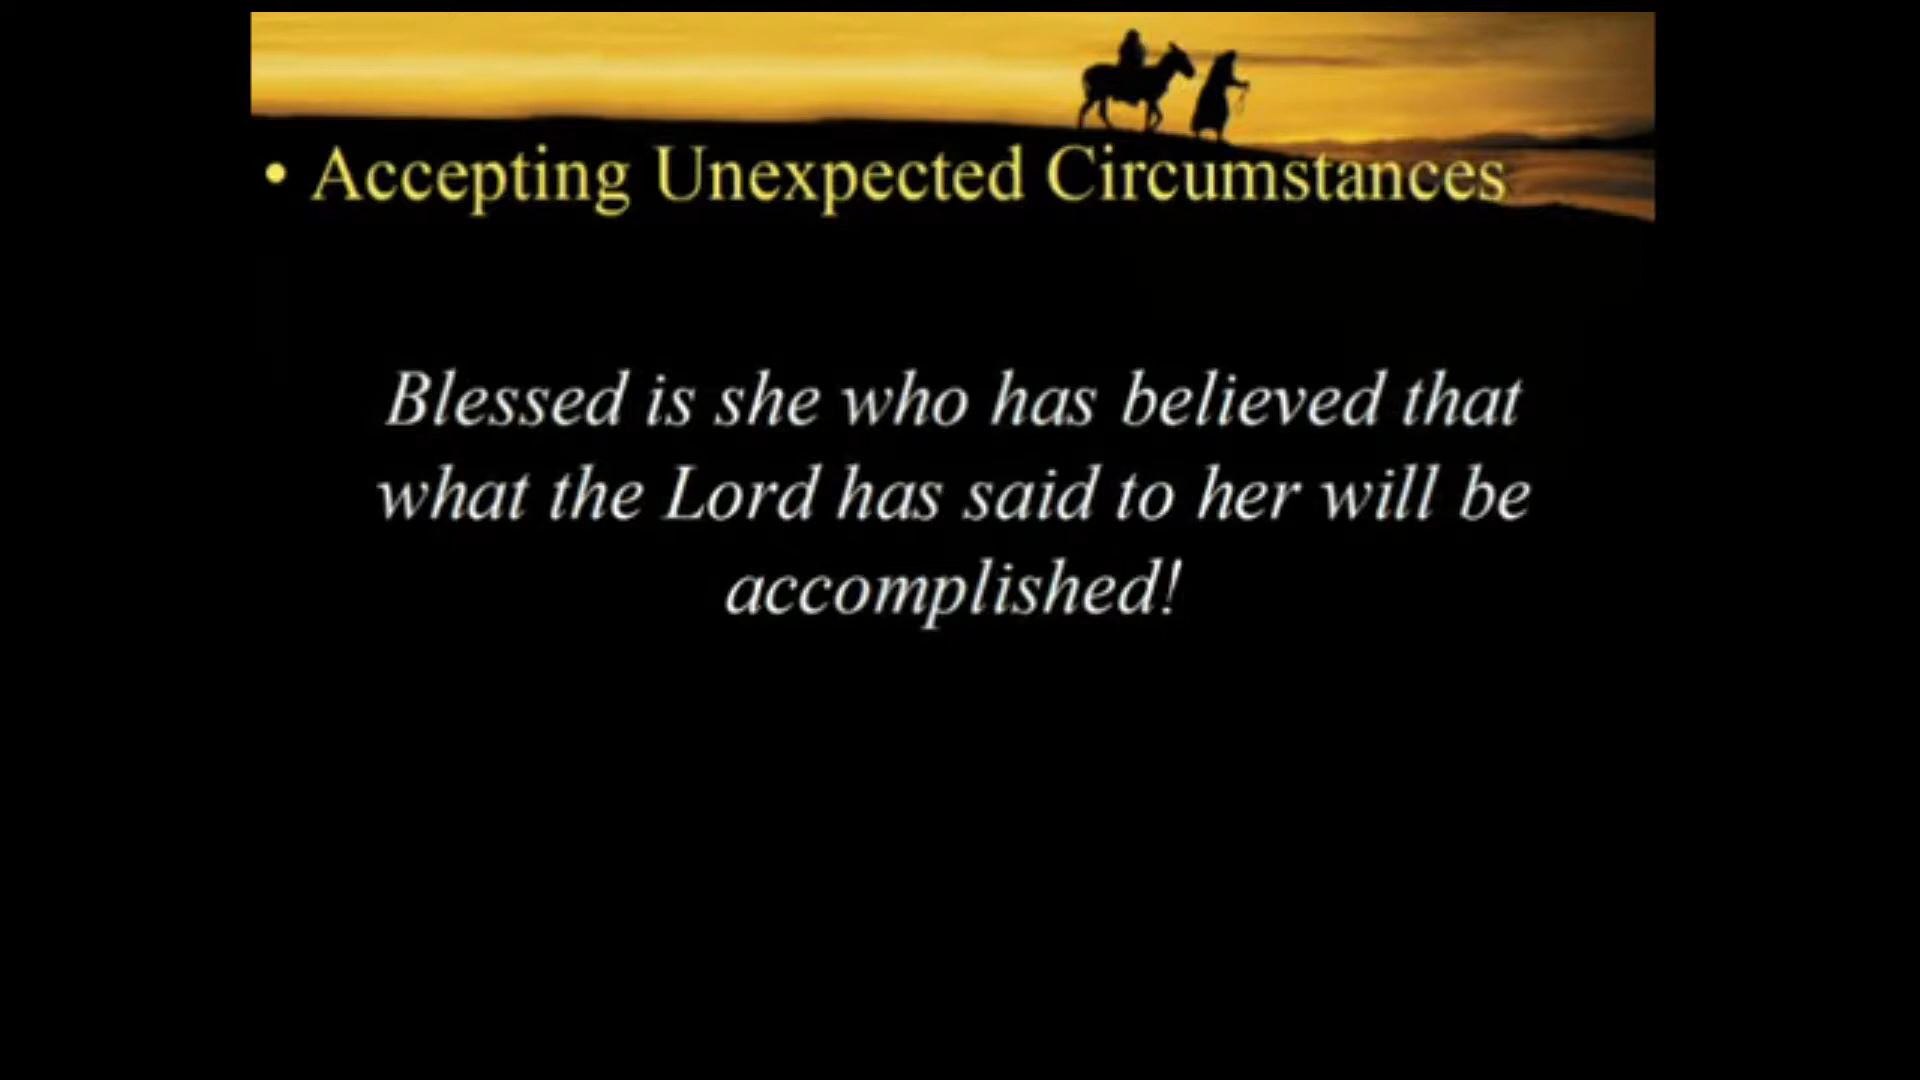 • Accepting Unexpected Circumstances
Blessed is she who has believed that
what the Lord has said to her will be
accomplished!